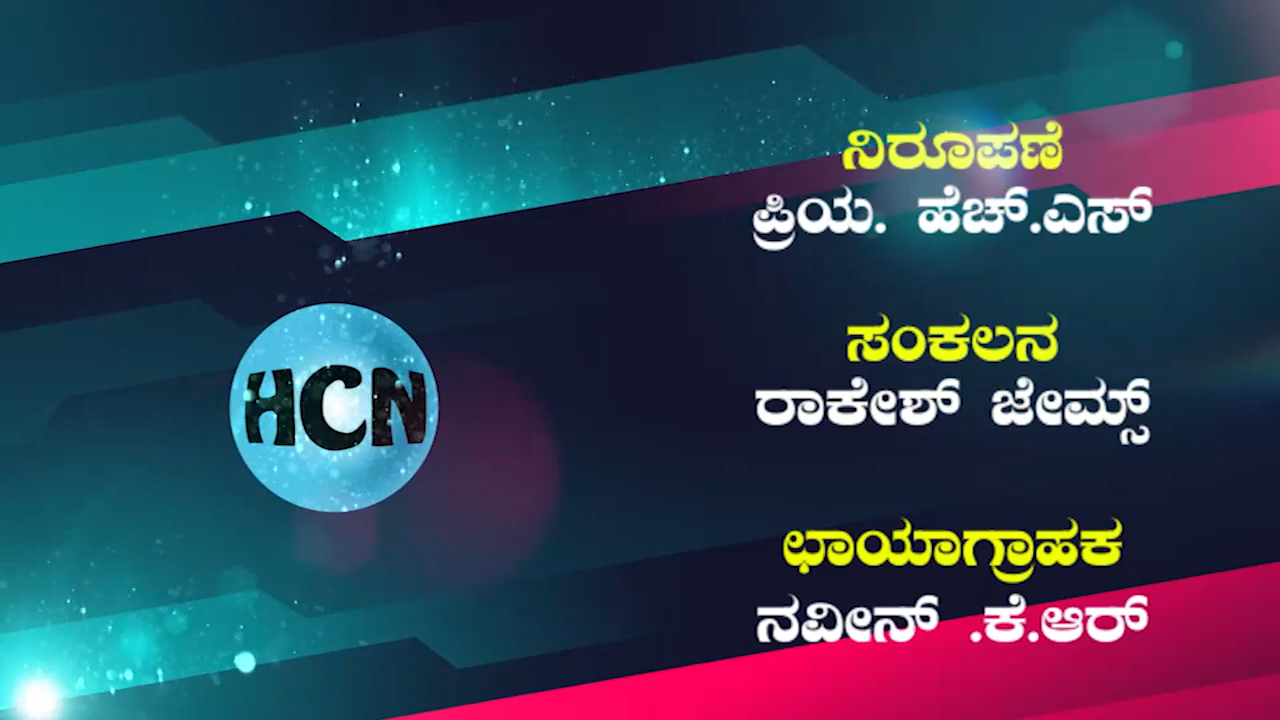 ನಿರೂಪಣೆ
ಪ್ರಿಯ. ಹೆಚ್.ಎಸ್
ಸಂಕಲನ
ರಾಕೇಶ್ ಜೇಮ್ಸ್
HCN
ಛಾಯಾಗ್ರಾಹಕ
ನವೀನ್ .ಕೆ.ಆರ್